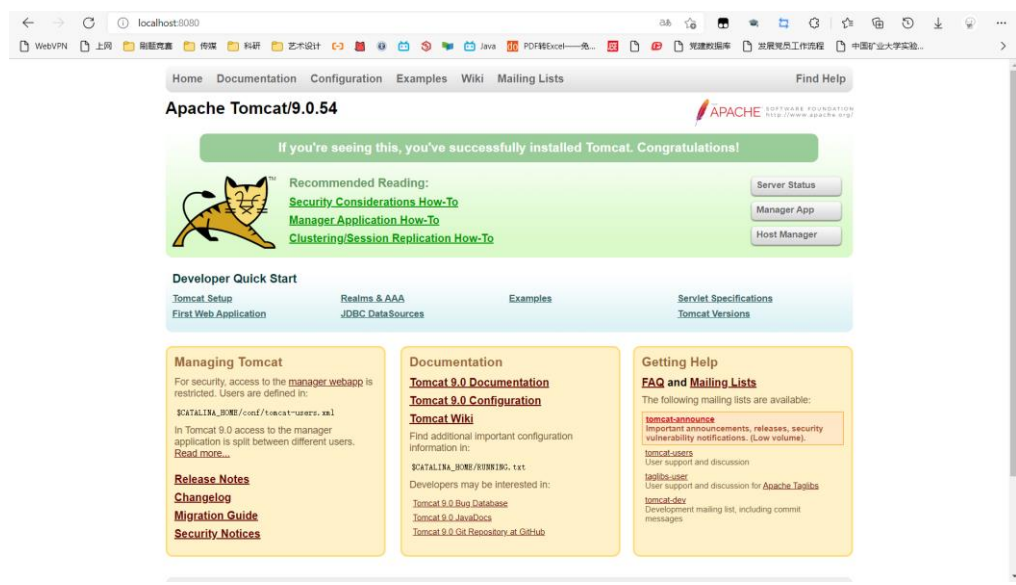 localhost:8080
WebVPN 上网 刷题竞赛 传媒 科研 艺术设计 Java PDF转Excel——免... 党建数据库 发展党员工作流程 中国矿业大学实验...
Home Documentation Configuration Examples Wiki Mailing Lists Find Help
Apache Tomcat/9.0.54
APACHE SOFTWARE FOUNDATION
http://www.apache.org/
If you're seeing this, you've successfully installed Tomcat. Congratulations!
TM
Recommended Reading:
Security Considerations How-To
Manager Application How-To
Clustering/Session Replication How-To
Server Status
Manager App
Host Manager
Developer Quick Start
Tomcat Setup
First Web Application
Realms & AAA
JDBC DataSources
Examples
Servlet Specifications
Tomcat Versions
Managing Tomcat
For security, access to the manager webapp is
restricted. Users are defined in:
$CATALINA_HOME/conf/tomcat-users.xml
In Tomcat 9.0 access to the manager
application is split between different users.
Read more...
Release Notes
Changelog
Migration Guide
Security Notices
Documentation
Tomcat 9.0 Documentation
Tomcat 9.0 Configuration
Tomcat Wiki
Find additional important configuration
information in:
$CATALINA_HOME/RUNNING.txt
Developers may be interested in:
Tomcat 9.0 Bug Database
Tomcat 9.0 JavaDocs
Tomcat 9.0 Git Repository at GitHub
Getting Help
FAQ and Mailing Lists
The following mailing lists are available:
tomcat-announce
Important announcements, releases, security
vulnerability notifications. (Low volume).
tomcat-users
User support and discussion
taglibs-user
User support and discussion for Apache Taglibs
tomcat-dev
Development mailing list, including commit
messages